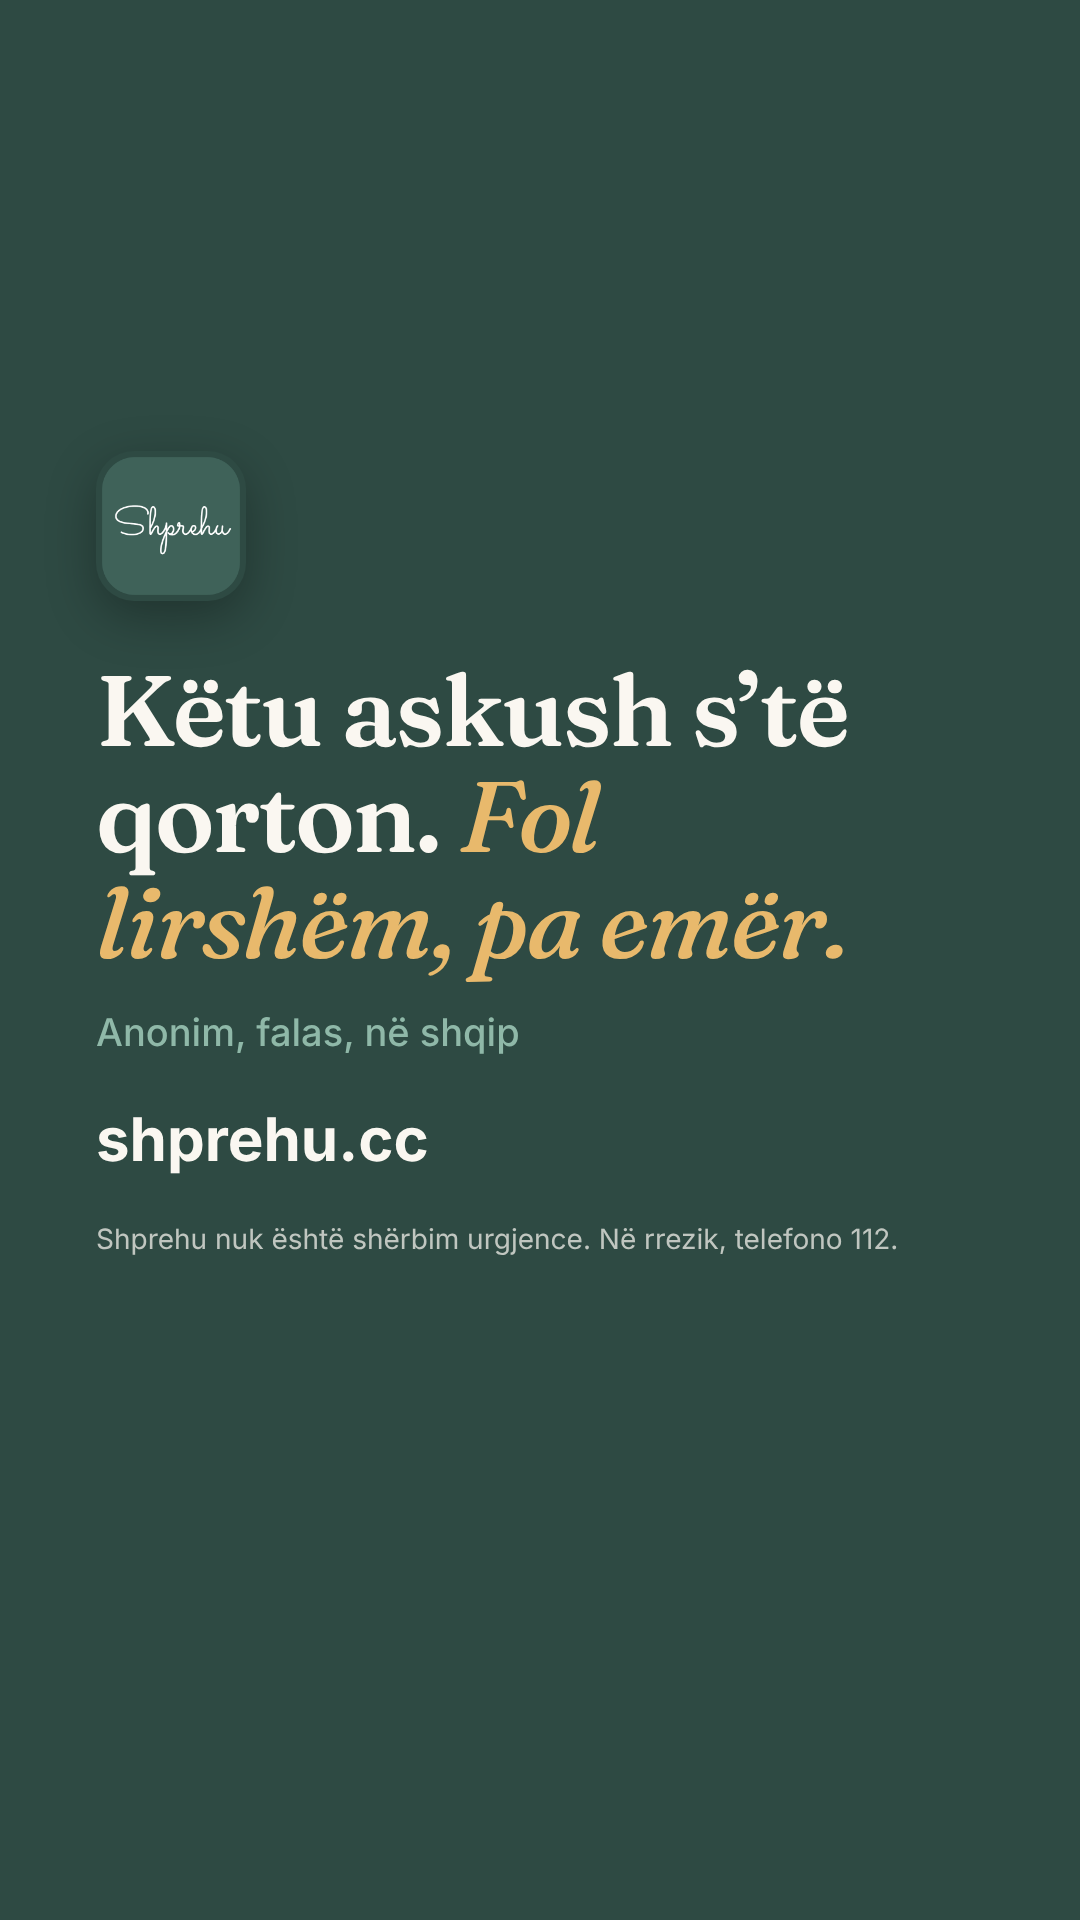 Shprehu
Këtu askush s’të
qorton. Fol
lirshëm, pa emër.
Anonim, falas, në shqip
shprehu.cc
Shprehu nuk është shërbim urgjence. Në rrezik, telefono 112.